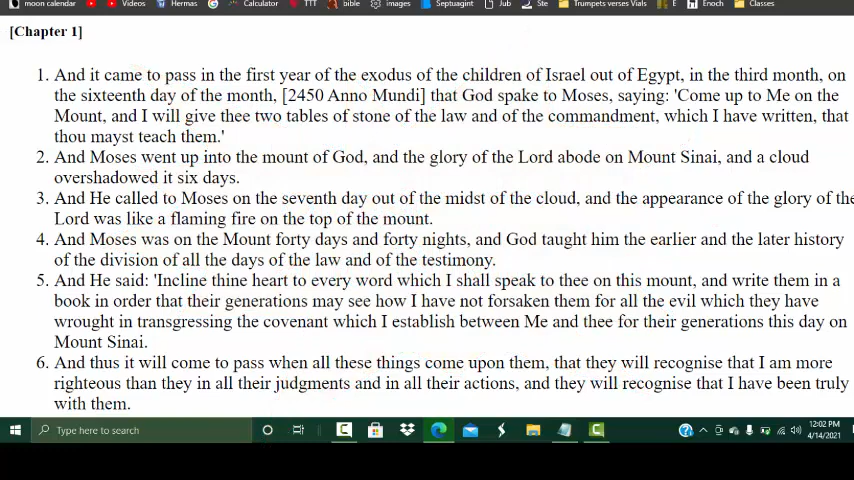 moon calendar Videos Hermas Calculator TTT bible images Septuagint Jub Ste Trumpets verses Vials E Enoch Classes
[Chapter 1]
1. And it came to pass in the first year of the exodus of the children of Israel out of Egypt, in the third month, on
the sixteenth day of the month, [2450 Anno Mundi] that God spake to Moses, saying: 'Come up to Me on the
Mount, and I will give thee two tables of stone of the law and of the commandment, which I have written, that
thou mayst teach them.'
2. And Moses went up into the mount of God, and the glory of the Lord abode on Mount Sinai, and a cloud
overshadowed it six days.
3. And He called to Moses on the seventh day out of the midst of the cloud, and the appearance of the glory of the
Lord was like a flaming fire on the top of the mount.
4. And Moses was on the Mount forty days and forty nights, and God taught him the earlier and the later history
of the division of all the days of the law and of the testimony.
5. And He said: 'Incline thine heart to every word which I shall speak to thee on this mount, and write them in a
book in order that their generations may see how I have not forsaken them for all the evil which they have
wrought in transgressing the covenant which I establish between Me and thee for their generations this day on
Mount Sinai.
6. And thus it will come to pass when all these things come upon them, that they will recognise that I am more
righteous than they in all their judgments and in all their actions, and they will recognise that I have been truly
with them.
Type here to search
12:02 PM
4/14/2021